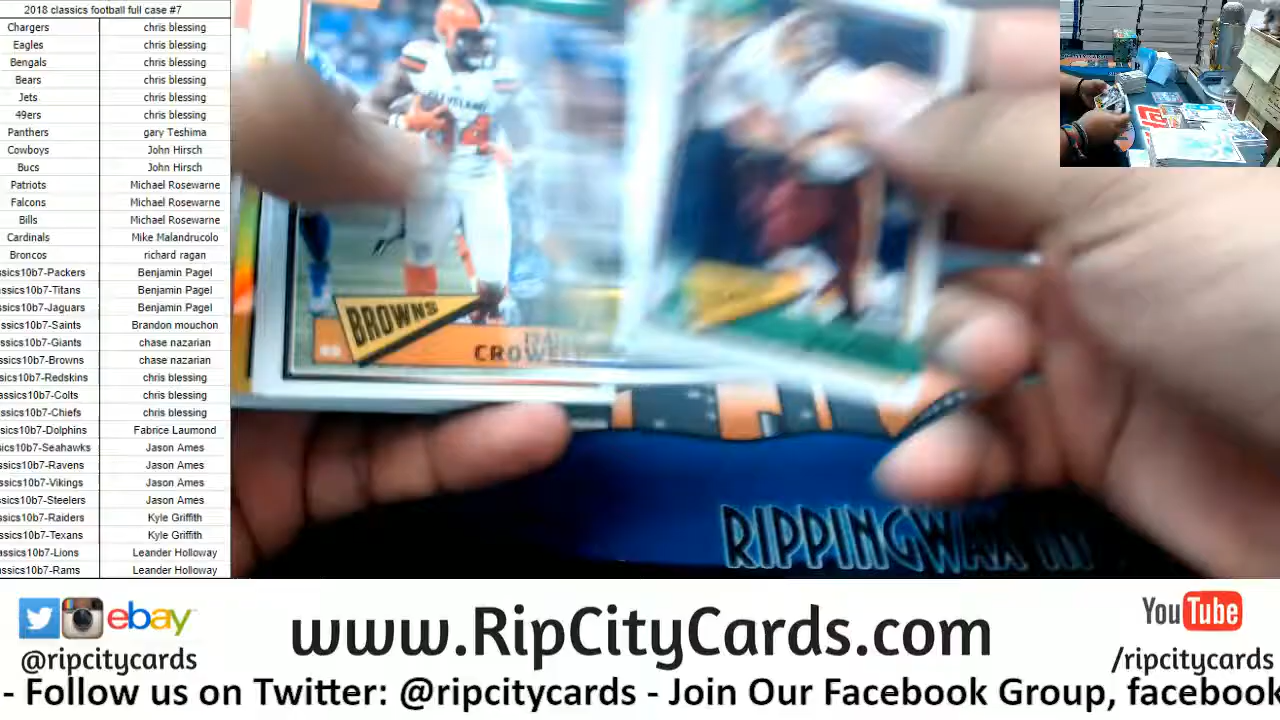 2018 classics football full case #7
Chargers chris blessing
Eagles chris blessing
Bengals chris blessing
Bears chris blessing
Jets chris blessing
49ers chris blessing
Panthers gary Teshima
Cowboys John Hirsch
Bucs John Hirsch
Patriots Michael Rosewarne
Falcons Michael Rosewarne
Bills Michael Rosewarne
Cardinals Mike Malandrucolo
Broncos richard ragan
ssics10b7-Packers Benjamin Pagel
ssics10b7-Titans Benjamin Pagel
ssics10b7-Jaguars Benjamin Pagel
ssics10b7-Saints Brandon mouchon
ssics10b7-Giants chase nazarian
ssics10b7-Browns chase nazarian
ssics10b7-Redskins chris blessing
ssics10b7-Colts chris blessing
ssics10b7-Chiefs chris blessing
ssics10b7-Dolphins Fabrice Laumond
ssics10b7-Seahawks Jason Ames
ssics10b7-Ravens Jason Ames
ssics10b7-Vikings Jason Ames
ssics10b7-Steelers Jason Ames
ssics10b7-Raiders Kyle Griffith
ssics10b7-Texans Kyle Griffith
ssics10b7-Lions Leander Holloway
ssics10b7-Rams Leander Holloway
CLEVELAND
BROWNS
RIPPINGWAX
ebay
@ripcitycards
www.RipCityCards.com
YouTube
/ripcitycards
- Follow us on Twitter: @ripcitycards - Join Our Facebook Group, facebook